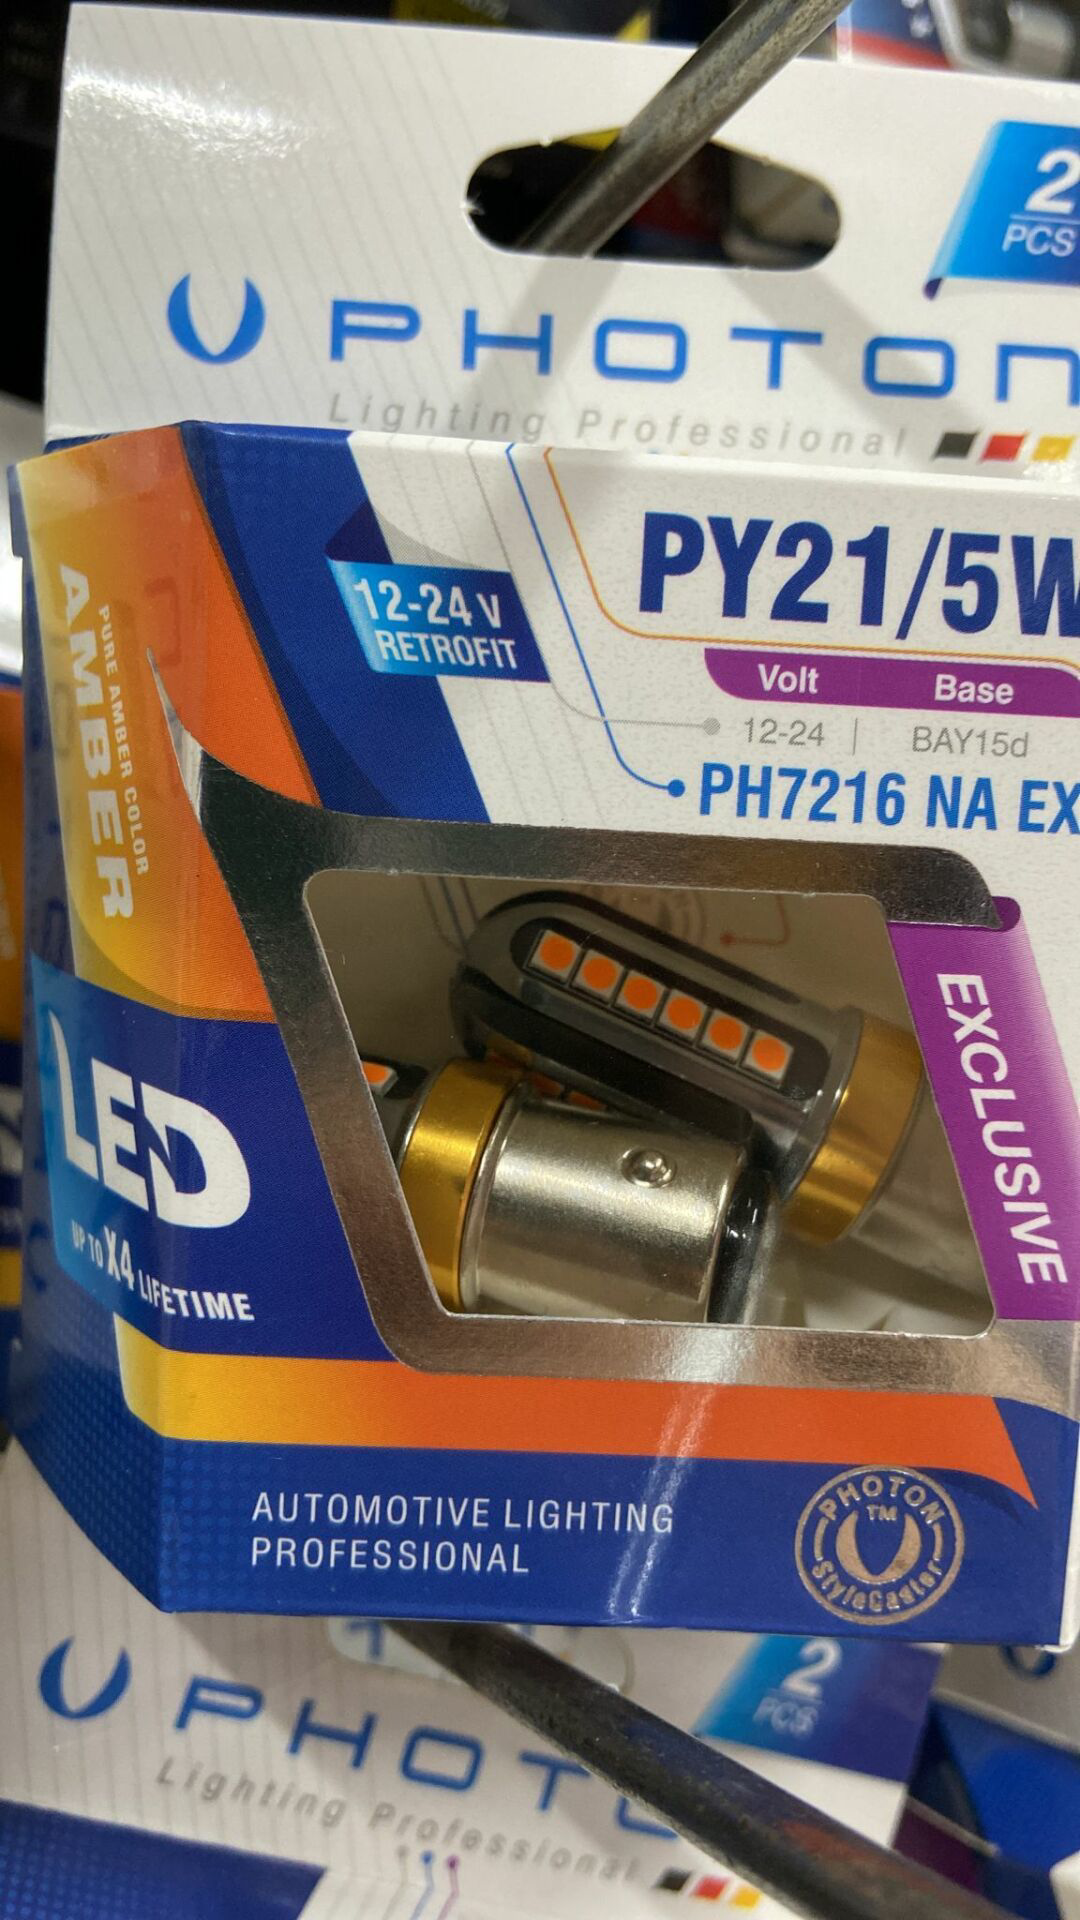 2
PCS
PHOTON
Lighting Professional
PY21/5W
12-24 V
RETROFIT
Volt Base
12-24 | BAY15d
PH7216 NA EX
PURE AMBER COLOR
AMBER
EXCLUSIVE
LED
UP TO X4 LIFETIME
AUTOMOTIVE LIGHTING
PROFESSIONAL
PHOTON
TM
StyleCaster
2
PCS
PHOTO
Lighting Professional